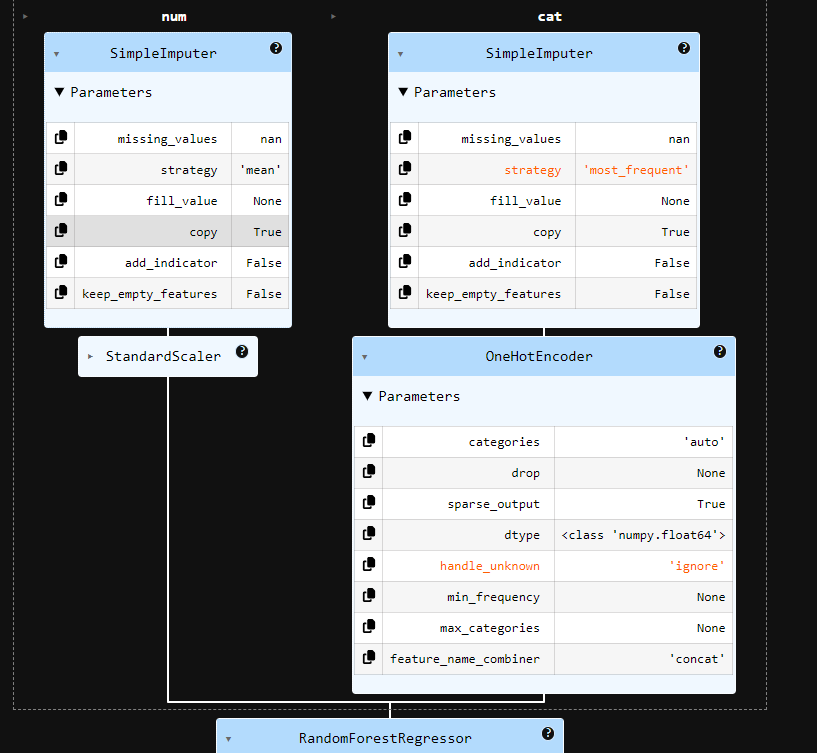 num
SimpleImputer
Parameters
missing_values nan
strategy 'mean'
fill_value None
copy True
add_indicator False
keep_empty_features False
StandardScaler
cat
SimpleImputer
Parameters
missing_values nan
strategy 'most_frequent'
fill_value None
copy True
add_indicator False
keep_empty_features False
OneHotEncoder
Parameters
categories 'auto'
drop None
sparse_output True
dtype <class 'numpy.float64'>
handle_unknown 'ignore'
min_frequency None
max_categories None
feature_name_combiner 'concat'
RandomForestRegressor